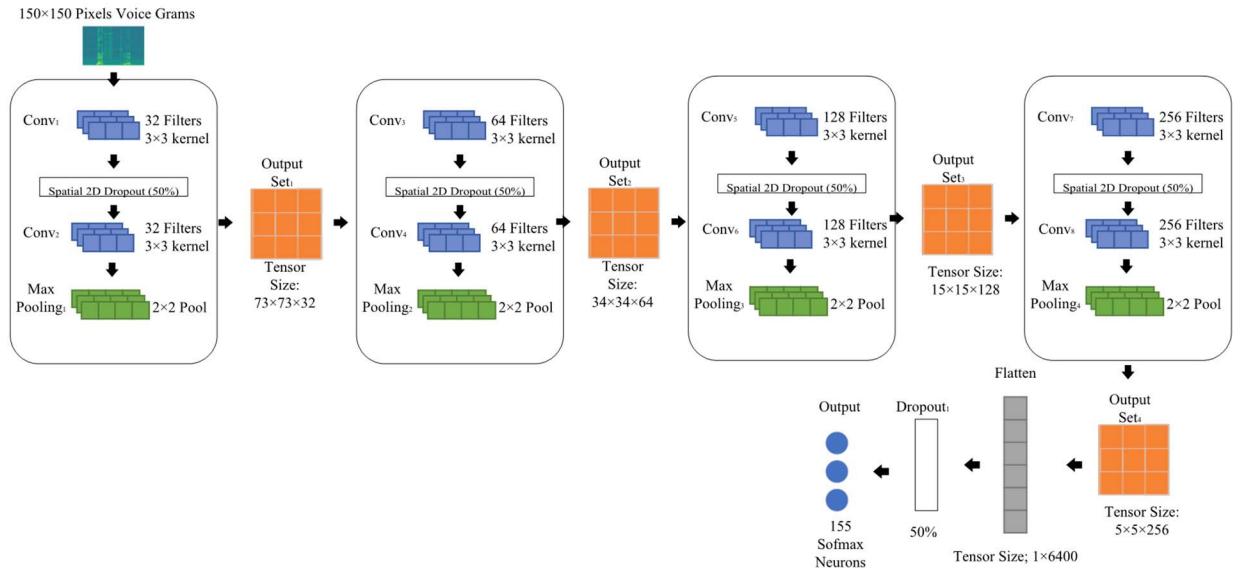 150×150 Pixels Voice Grams
Conv₁
32 Filters
3×3 kernel
Spatial 2D Dropout (50%)
Conv₂
32 Filters
3×3 kernel
Max
Pooling₁
2×2 Pool
Output
Set₁
Tensor
Size:
73×73×32
Conv₃
64 Filters
3×3 kernel
Spatial 2D Dropout (50%)
Conv₄
64 Filters
3×3 kernel
Max
Pooling₂
2×2 Pool
Output
Set₂
Tensor
Size:
34×34×64
Conv₅
128 Filters
3×3 kernel
Spatial 2D Dropout (50%)
Conv₆
128 Filters
3×3 kernel
Max
Pooling₃
2×2 Pool
Output
Set₃
Tensor Size:
15×15×128
Conv₇
256 Filters
3×3 kernel
Spatial 2D Dropout (50%)
Conv₈
256 Filters
3×3 kernel
Max
Pooling₄
2×2 Pool
Output
Set₄
Tensor Size:
5×5×256
Flatten
Tensor Size; 1×6400
Dropout₁
50%
Output
155
Sofmax
Neurons